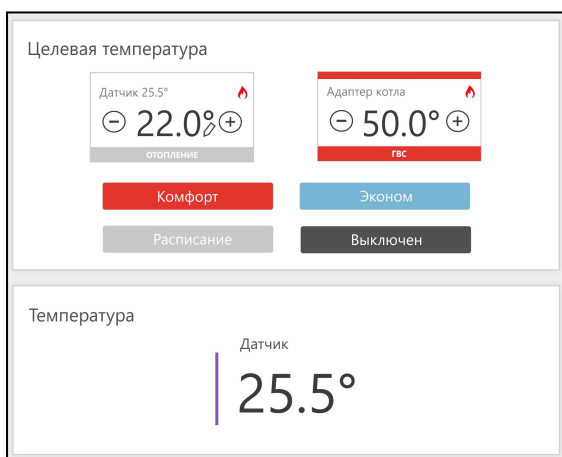 Целевая температура
Датчик 25.5°
22.0°
ОТОПЛЕНИЕ
Адаптер котла
50.0°
ГВС
Комфорт
Эконом
Расписание
Выключен
Температура
Датчик
25.5°